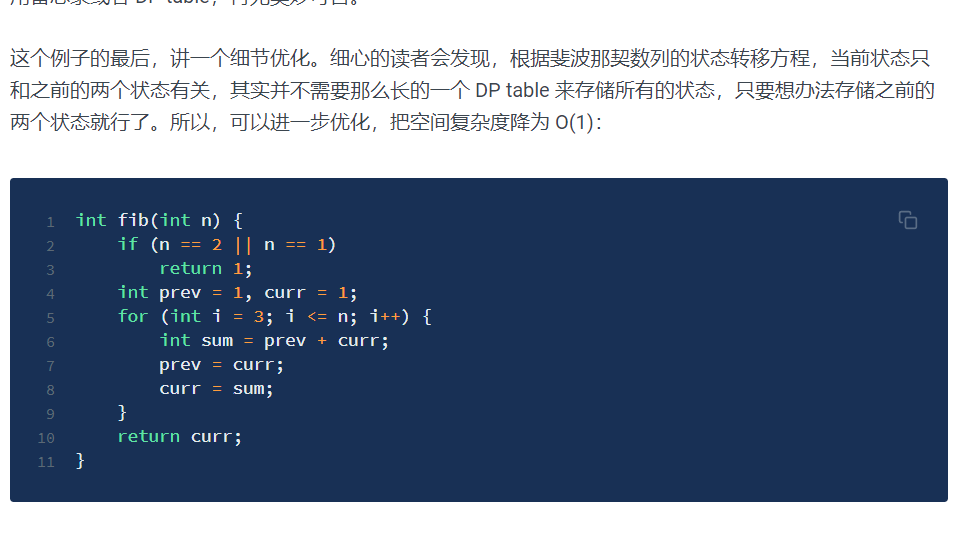 这个例子的最后，讲一个细节优化。细心的读者会发现，根据斐波那契数列的状态转移方程，当前状态只
和之前的两个状态有关，其实并不需要那么长的一个 DP table 来存储所有的状态，只要想办法存储之前的
两个状态就行了。所以，可以进一步优化，把空间复杂度降为 O(1)：
1 int fib(int n) {
2     if (n == 2 || n == 1)
3         return 1;
4     int prev = 1, curr = 1;
5     for (int i = 3; i <= n; i++) {
6         int sum = prev + curr;
7         prev = curr;
8         curr = sum;
9     }
10     return curr;
11 }